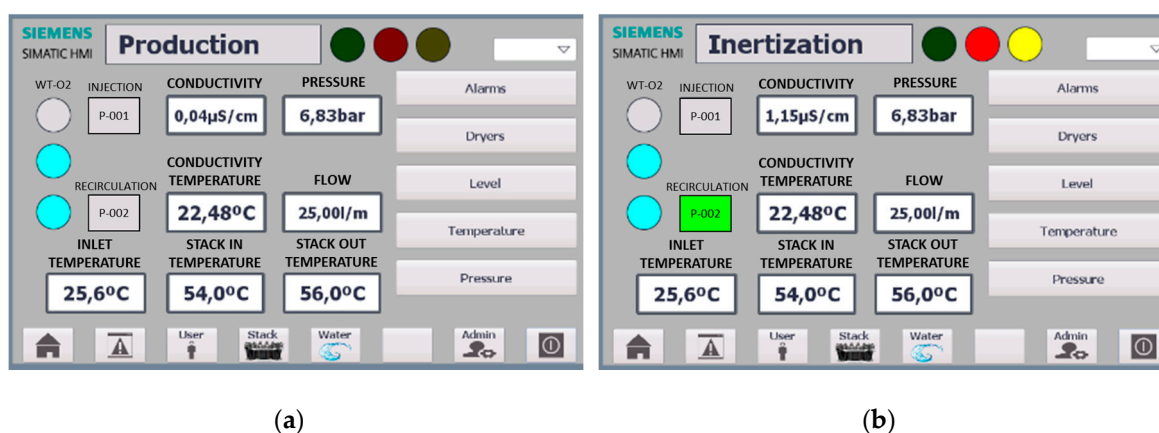 SIEMENS
SIMATIC HMI
Production
WT-O2
INJECTION
P-001
CONDUCTIVITY
0,04µS/cm
PRESSURE
6,83bar
Alarms
Dryers
RECIRCULATION
P-002
CONDUCTIVITY
TEMPERATURE
22,48ºC
FLOW
25,00l/m
Level
Temperature
INLET
TEMPERATURE
25,6ºC
STACK IN
TEMPERATURE
54,0ºC
STACK OUT
TEMPERATURE
56,0ºC
Pressure
User
Stack
Water
Admin
(a)
SIEMENS
SIMATIC HMI
Inertization
WT-O2
INJECTION
P-001
CONDUCTIVITY
1,15µS/cm
PRESSURE
6,83bar
Alarms
Dryers
RECIRCULATION
P-002
CONDUCTIVITY
TEMPERATURE
22,48ºC
FLOW
25,00l/m
Level
Temperature
INLET
TEMPERATURE
25,6ºC
STACK IN
TEMPERATURE
54,0ºC
STACK OUT
TEMPERATURE
56,0ºC
Pressure
User
Stack
Water
Admin
(b)